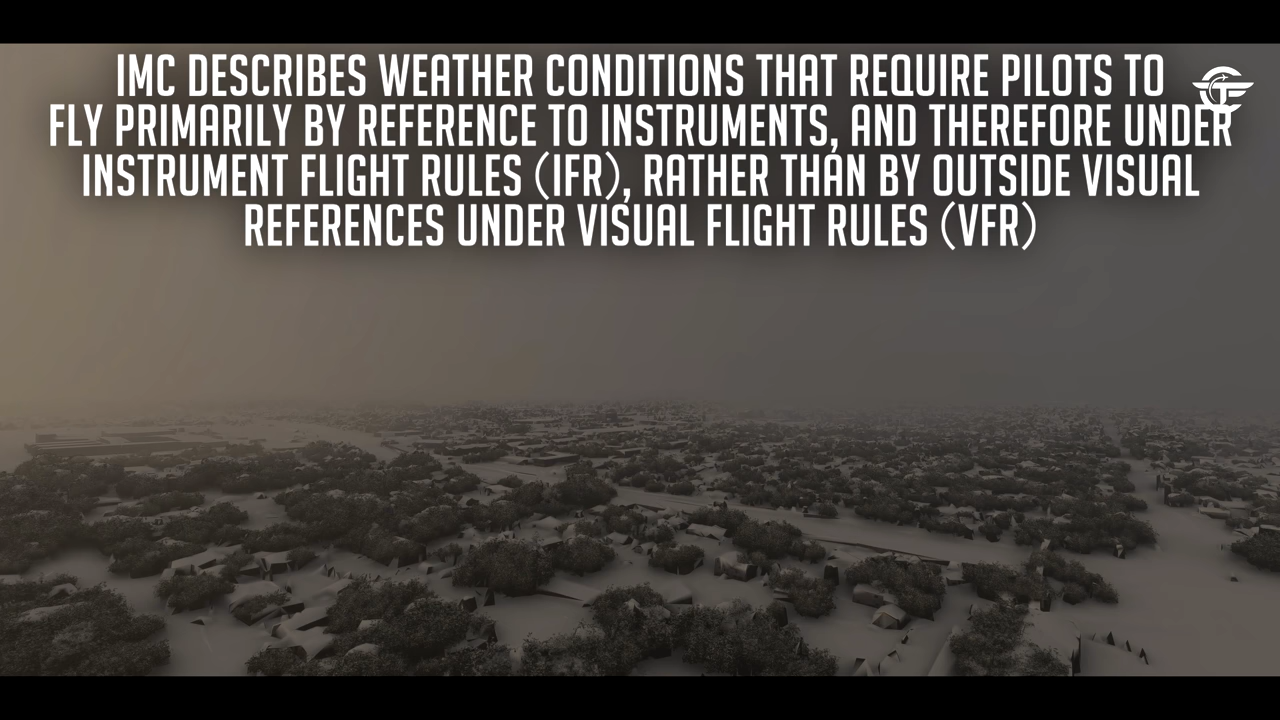 IMC DESCRIBES WEATHER CONDITIONS THAT REQUIRE PILOTS TO
FLY PRIMARILY BY REFERENCE TO INSTRUMENTS, AND THEREFORE UNDER
INSTRUMENT FLIGHT RULES (IFR), RATHER THAN BY OUTSIDE VISUAL
REFERENCES UNDER VISUAL FLIGHT RULES (VFR)